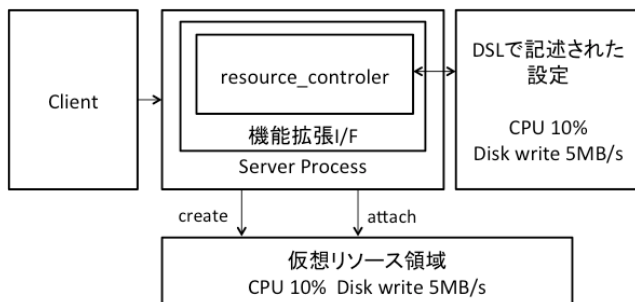 Client
resource_controler
機能拡張I/F
Server Process
DSLで記述された
設定
CPU 10%
Disk write 5MB/s
create
attach
仮想リソース領域
CPU 10% Disk write 5MB/s